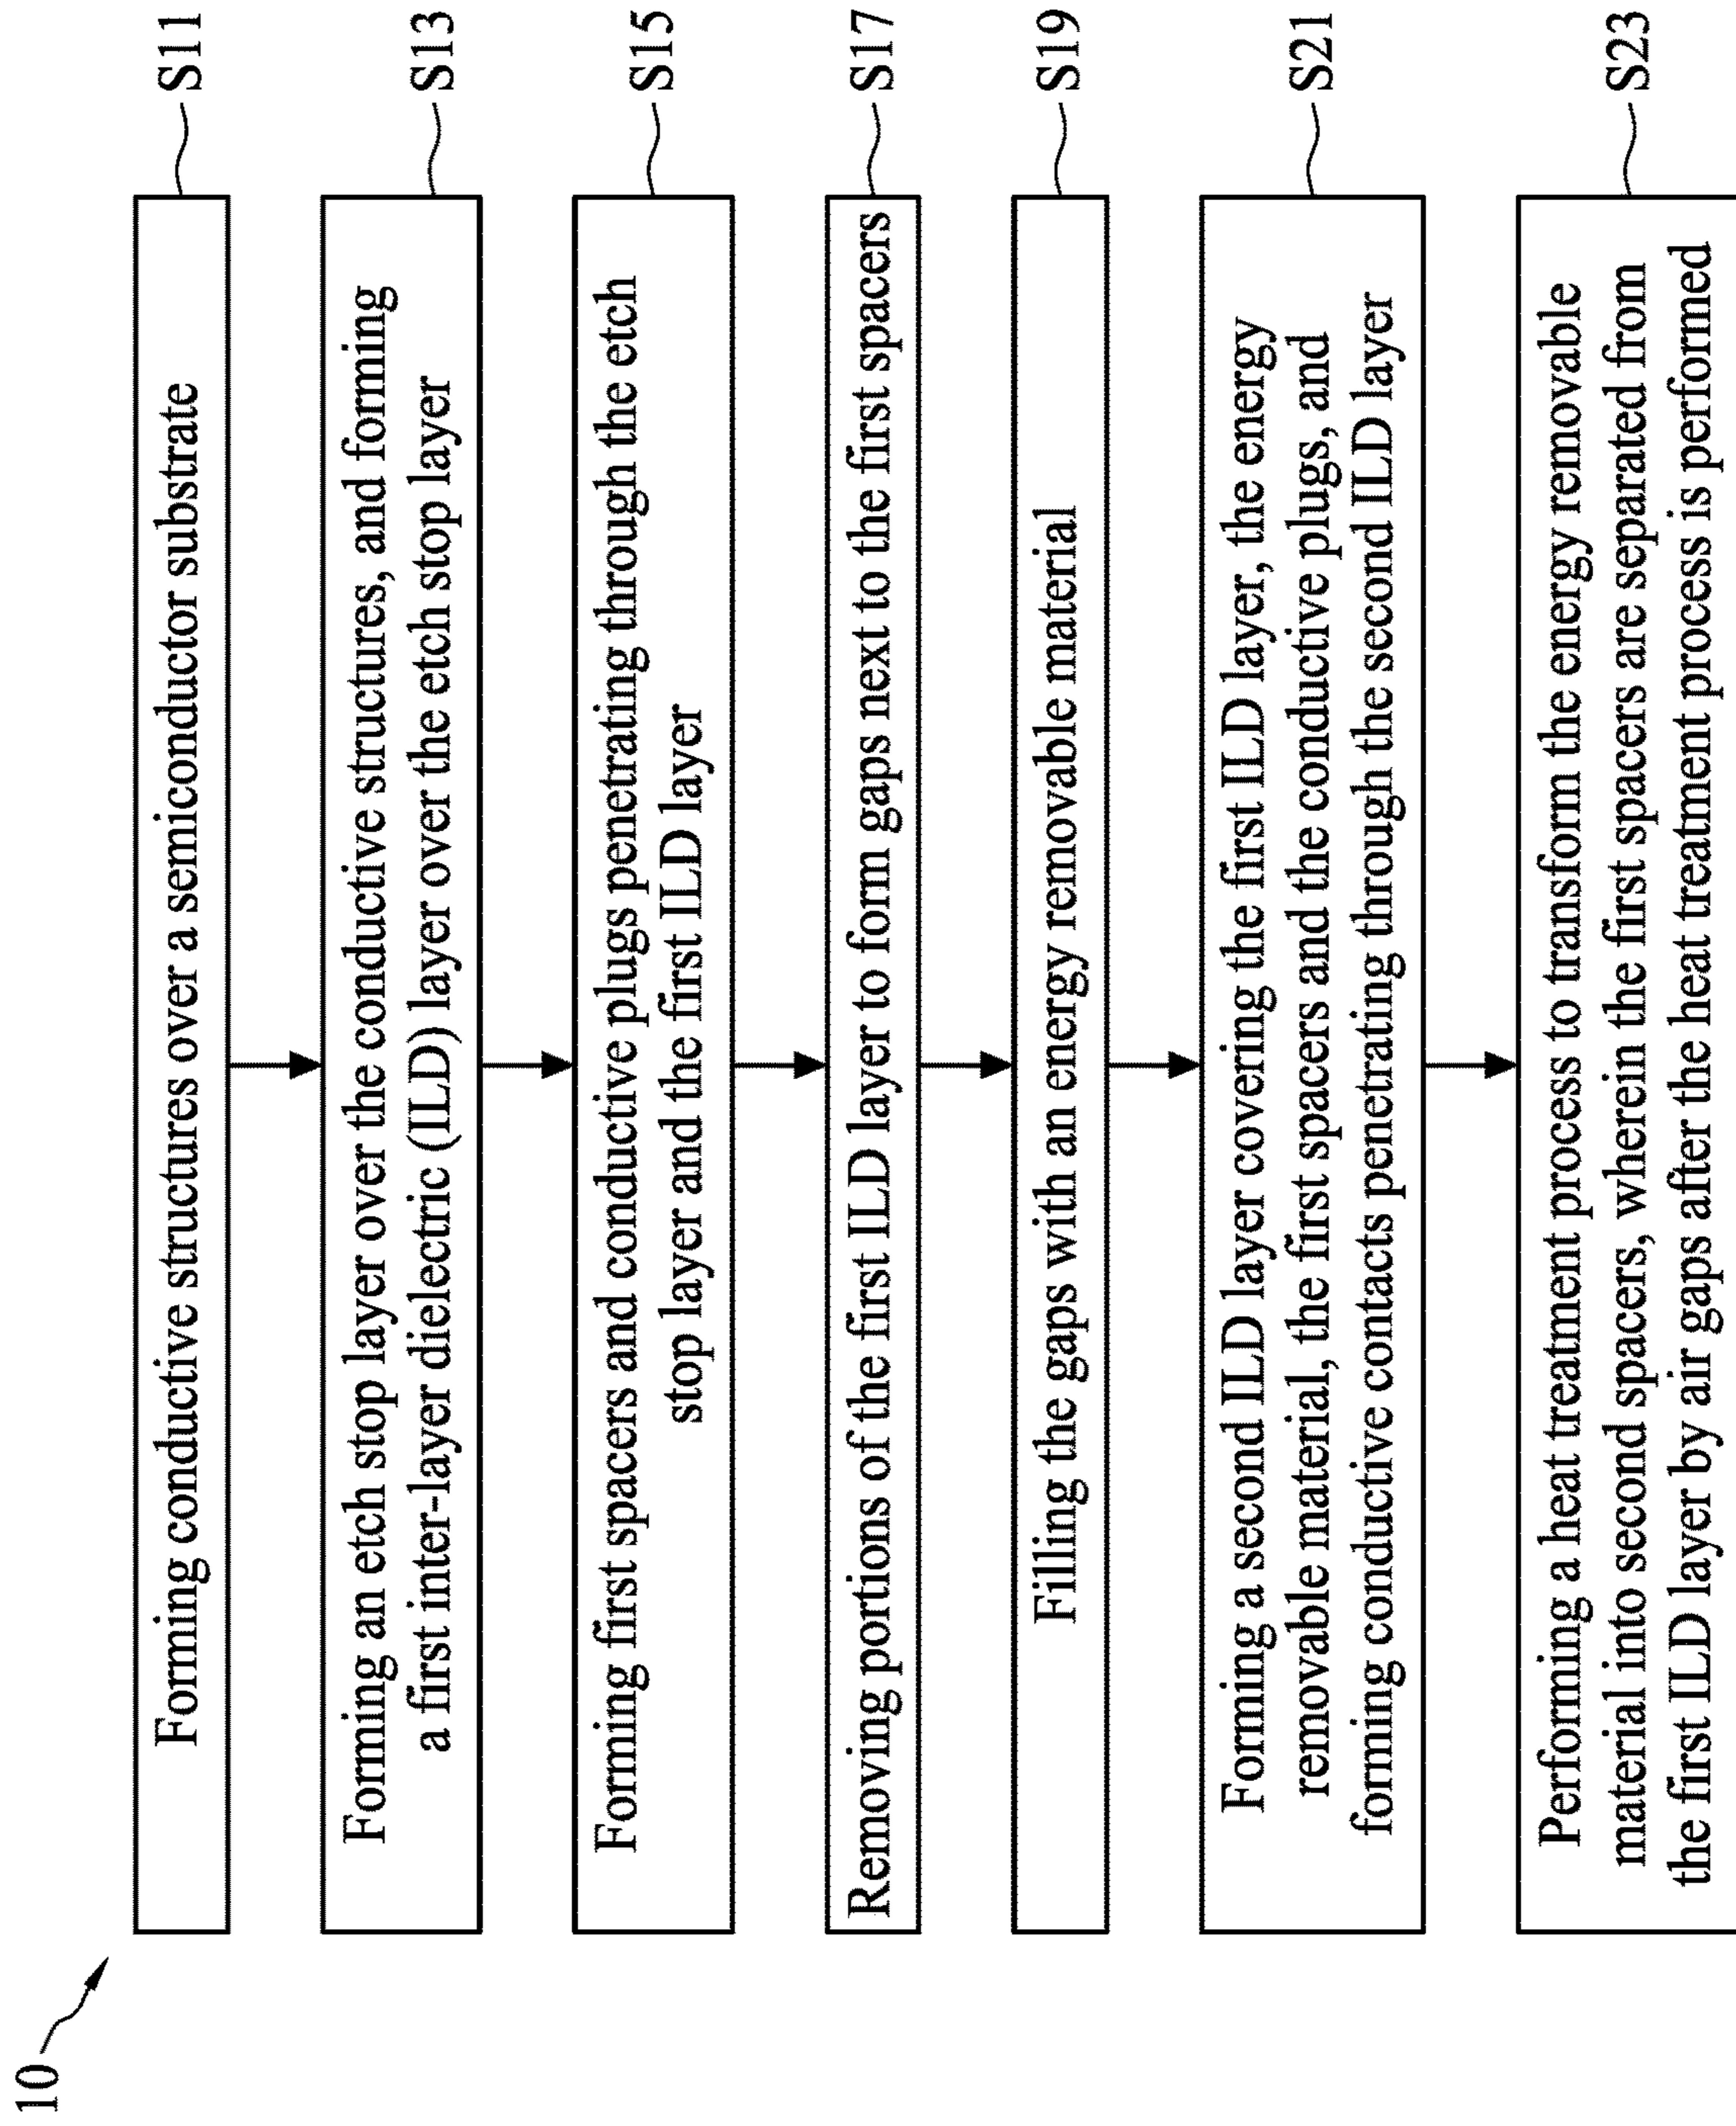 10
Forming conductive structures over a semiconductor substrate
S11
Forming an etch stop layer over the conductive structures, and forming
a first inter-layer dielectric (ILD) layer over the etch stop layer
S13
Forming first spacers and conductive plugs penetrating through the etch
stop layer and the first ILD layer
S15
Removing portions of the first ILD layer to form gaps next to the first spacers
S17
Filling the gaps with an energy removable material
S19
Forming a second ILD layer covering the first ILD layer, the energy
removable material, the first spacers and the conductive plugs, and
forming conductive contacts penetrating through the second ILD layer
S21
Performing a heat treatment process to transform the energy removable
material into second spacers, wherein the first spacers are separated from
the first ILD layer by air gaps after the heat treatment process is performed
S23